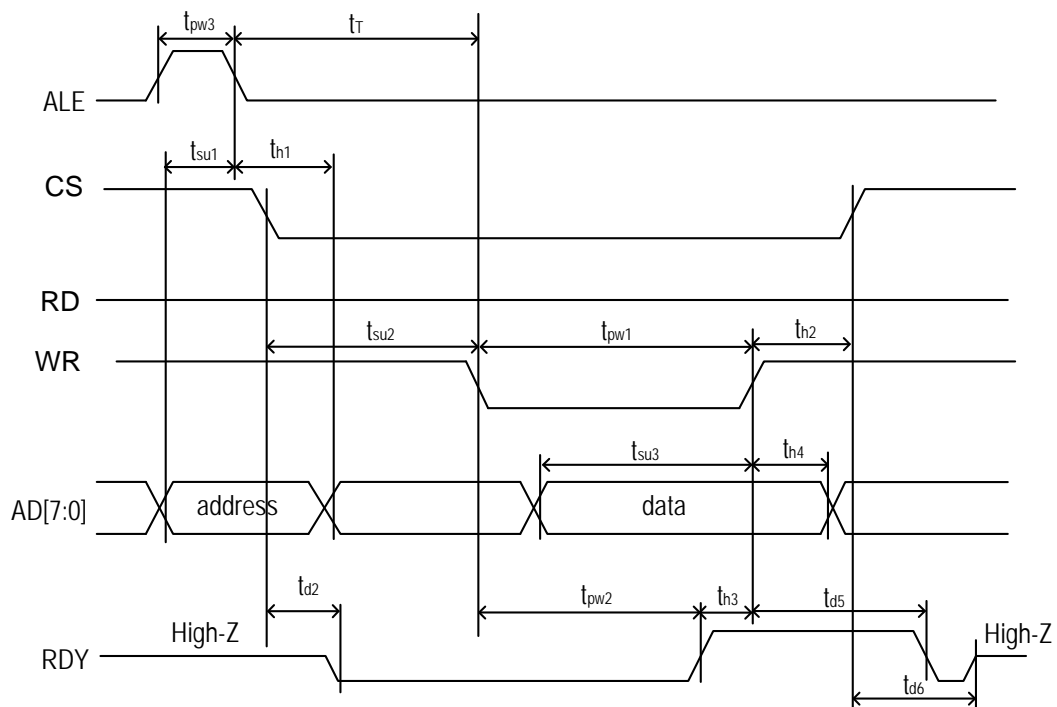 tpw3 tT
ALE
tsu1 th1
CS
RD
tsu2 tpw1 th2
WR
tsu3 th4
AD[7:0] address data
td2 tpw2 th3 td5
High-Z High-Z
RDY
td6